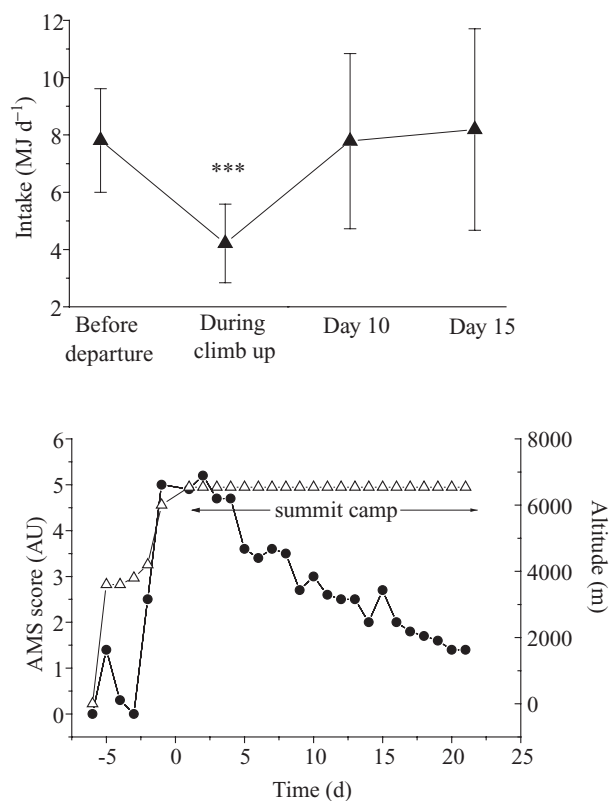 12
10
8
6
4
2
Intake (MJ d⁻¹)
***
Before
departure
During
climb up
Day 10
Day 15
6
5
4
3
2
1
0
AMS score (AU)
8000
6000
4000
2000
0
Altitude
(m)
summit camp
-5
0
5
10
15
20
25
Time (d)